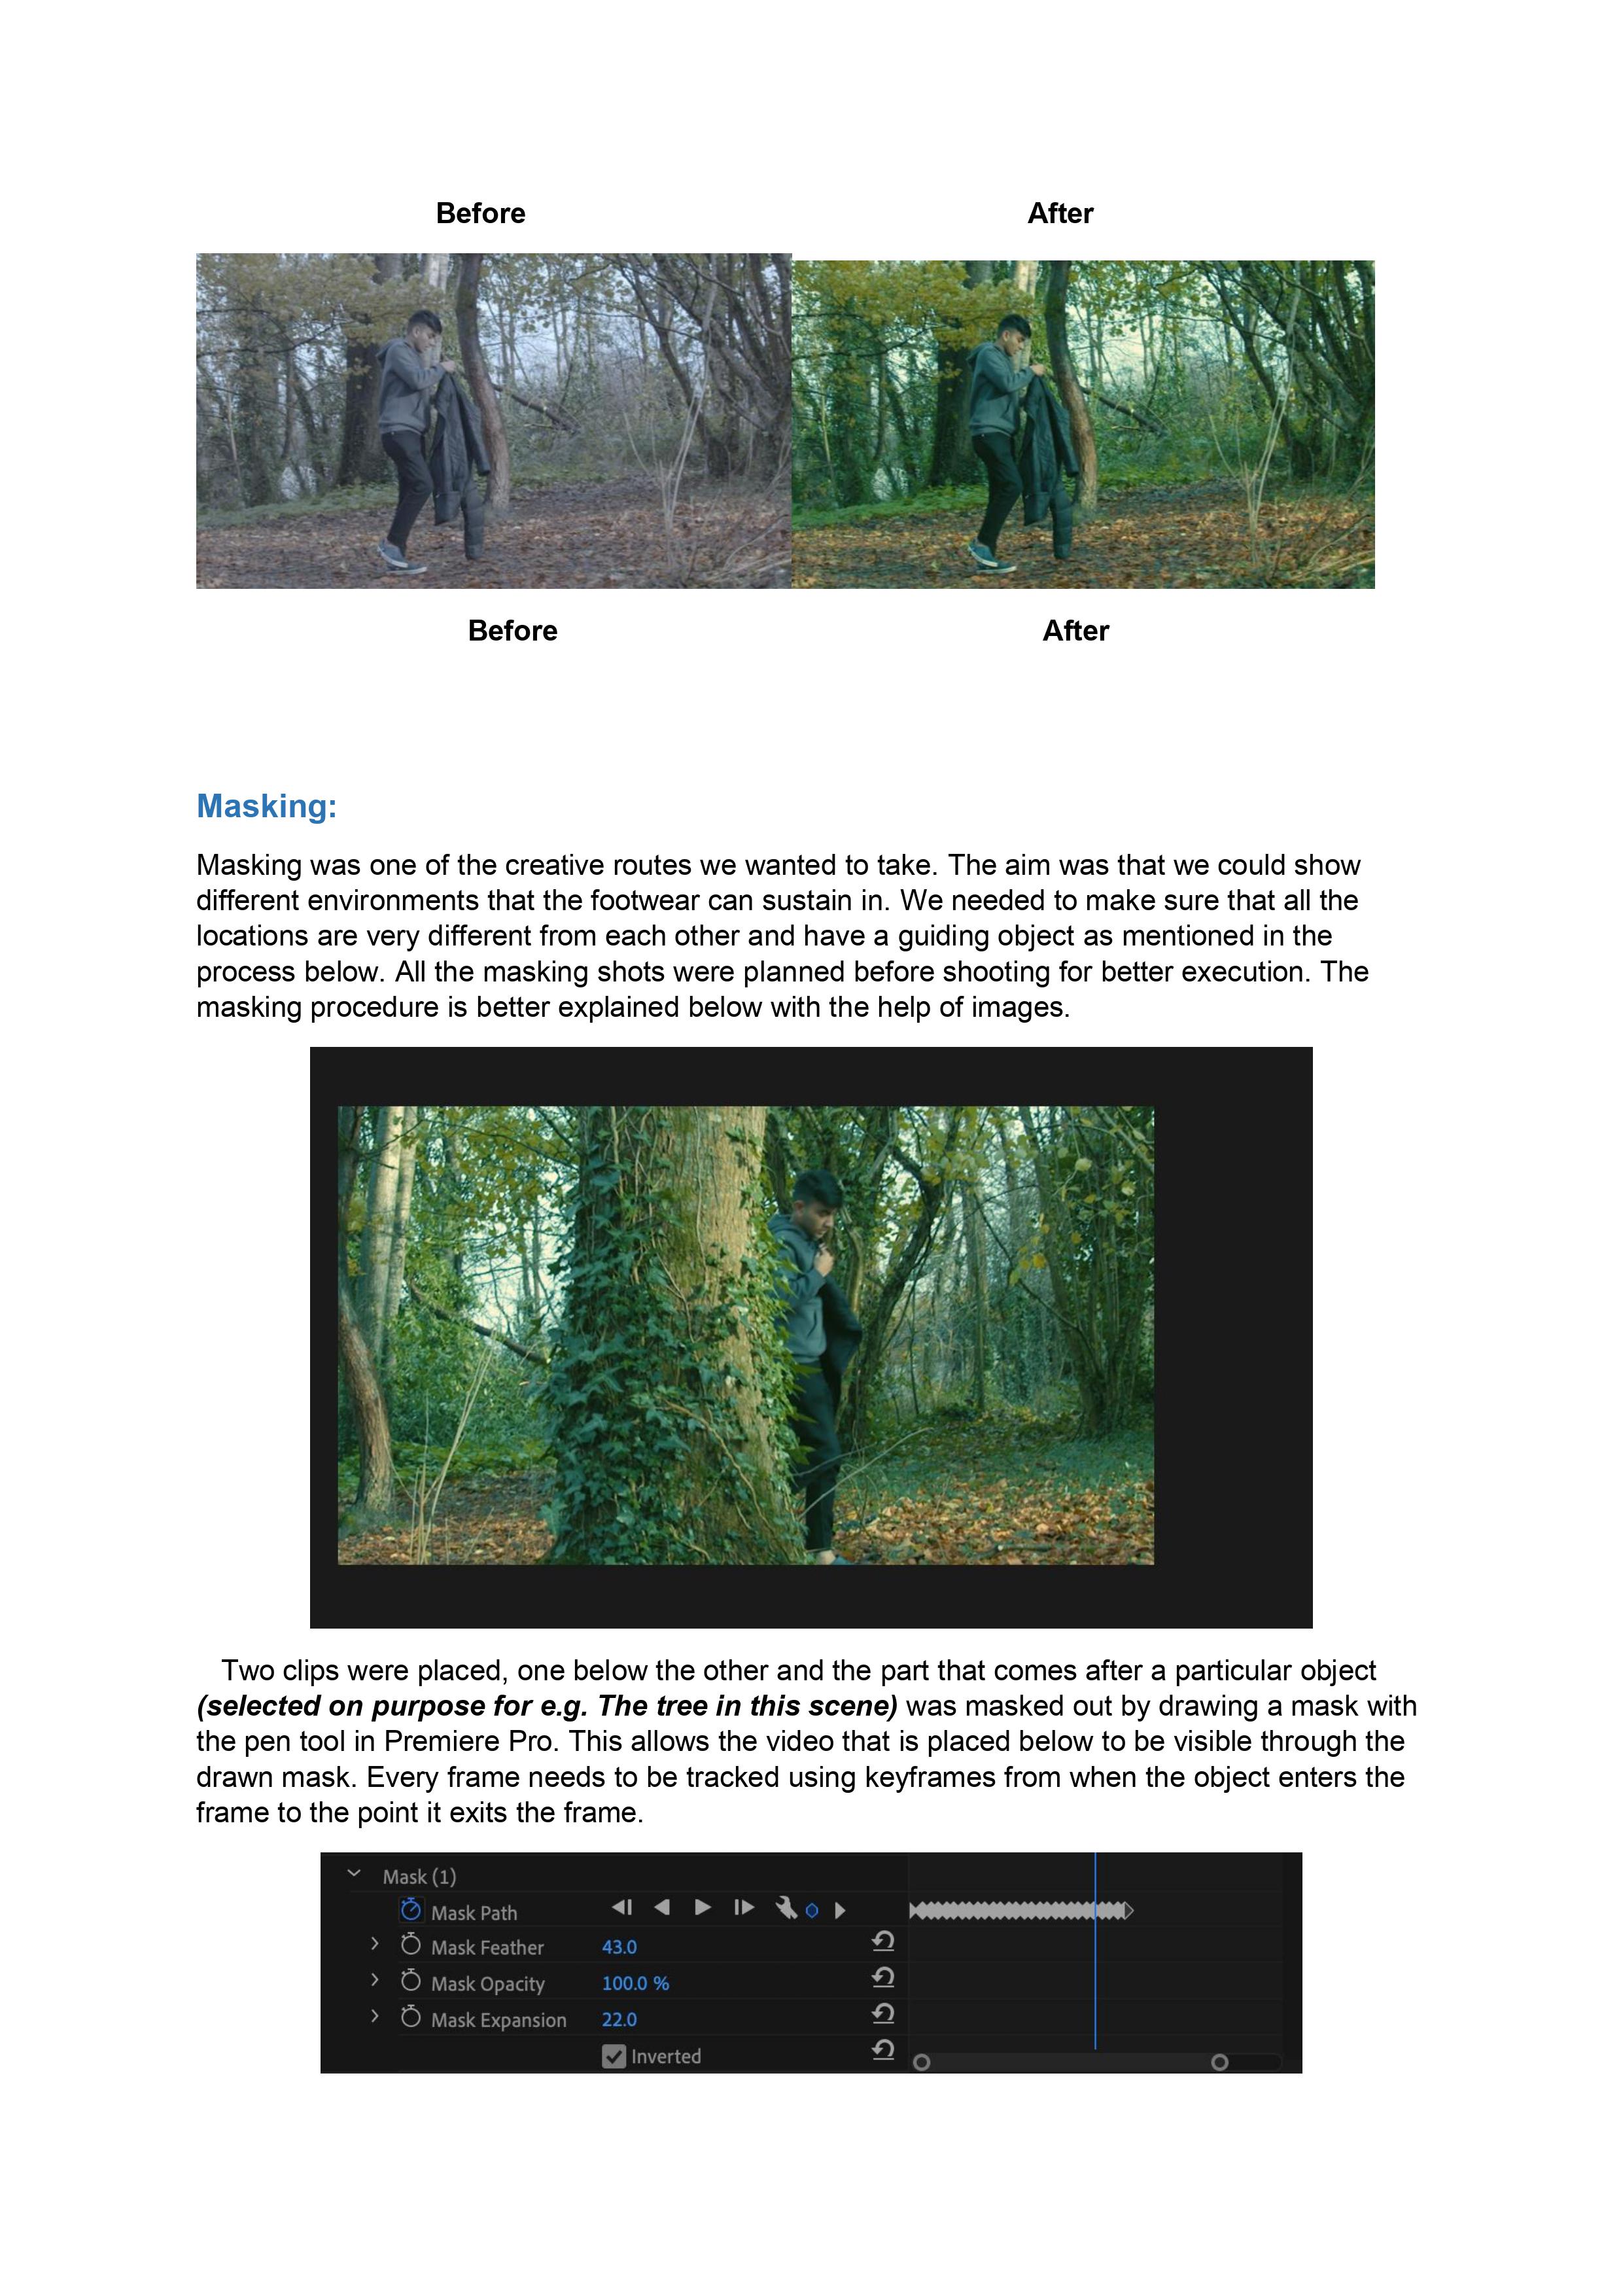 Before After
Before After
Masking:
Masking was one of the creative routes we wanted to take. The aim was that we could show
different environments that the footwear can sustain in. We needed to make sure that all the
locations are very different from each other and have a guiding object as mentioned in the
process below. All the masking shots were planned before shooting for better execution. The
masking procedure is better explained below with the help of images.
Two clips were placed, one below the other and the part that comes after a particular object
(selected on purpose for e.g. The tree in this scene) was masked out by drawing a mask with
the pen tool in Premiere Pro. This allows the video that is placed below to be visible through the
drawn mask. Every frame needs to be tracked using keyframes from when the object enters the
frame to the point it exits the frame.
Mask (1)
Mask Path
Mask Feather 43.0
Mask Opacity 100.0 %
Mask Expansion 22.0
Inverted